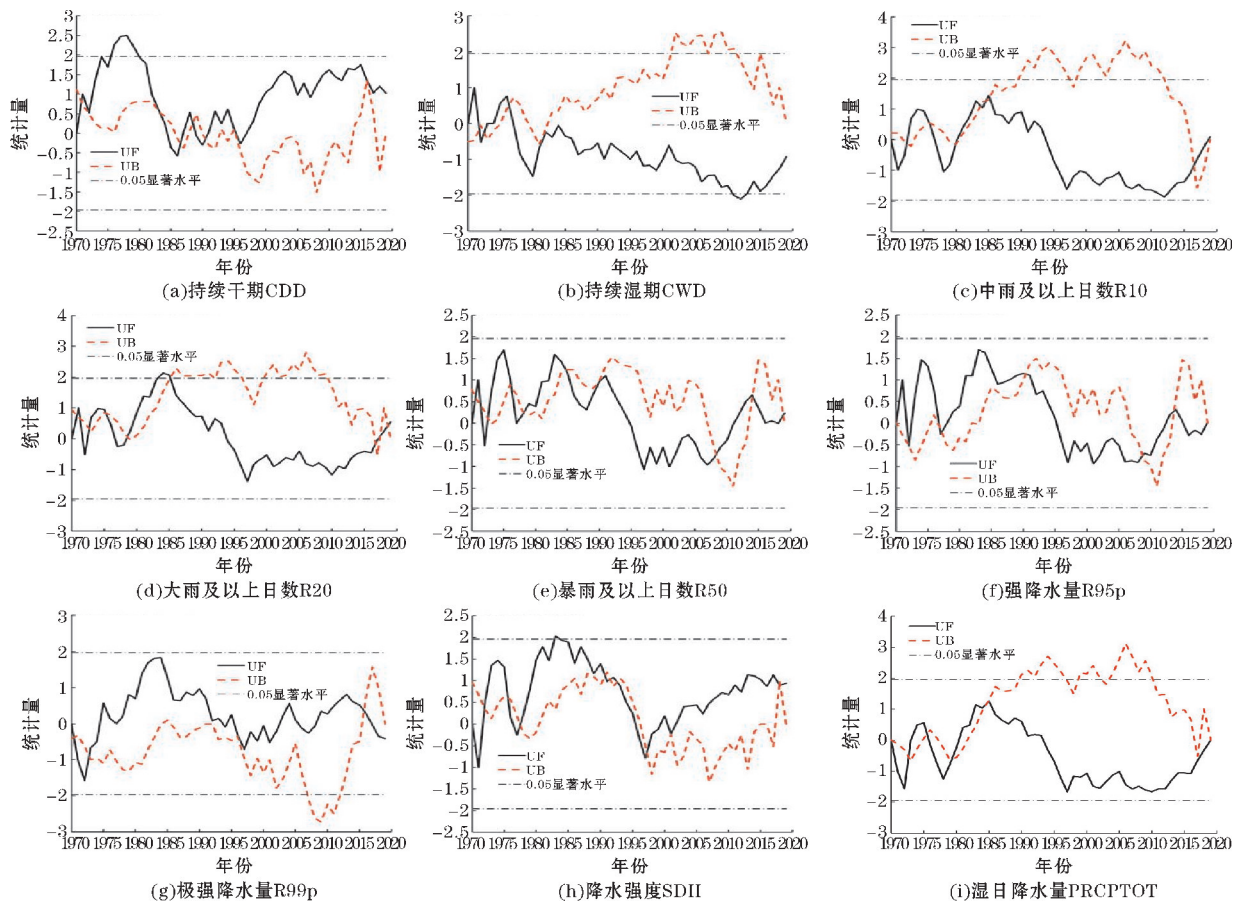 3
2.5
2
1.5
1
0.5
0
-0.5
-1
-1.5
-2
-2.5
统计量
UF
UB
0.05显著水平
1970 1975 1980 1985 1990 1995 2000 2005 2010 2015 2020
年份
(a)持续干期CDD
3
2
1
0
-1
-2
-3
统计量
UF
UB
0.05显著水平
1970 1975 1980 1985 1990 1995 2000 2005 2010 2015 2020
年份
(b)持续湿期CWD
4
3
2
1
0
-1
-2
-3
统计量
UF
UB
0.05显著水平
1970 1975 1980 1985 1990 1995 2000 2005 2010 2015 2020
年份
(c)中雨及以上日数R10
4
3
2
1
0
-1
-2
-3
统计量
UF
UB
0.05显著水平
1970 1975 1980 1985 1990 1995 2000 2005 2010 2015 2020
年份
(d)大雨及以上日数R20
2.5
2
1.5
1
0.5
0
-0.5
-1
-1.5
-2
-2.5
统计量
UF
UB
0.05显著水平
1970 1975 1980 1985 1990 1995 2000 2005 2010 2015 2020
年份
(e)暴雨及以上日数R50
2.5
2
1.5
1
0.5
0
-0.5
-1
-1.5
-2
-2.5
统计量
UF
UB
0.05显著水平
1970 1975 1980 1985 1990 1995 2000 2005 2010 2015 2020
年份
(f)强降水量R95p
3
2
1
0
-1
-2
-3
统计量
UF
UB
0.05显著水平
1970 1975 1980 1985 1990 1995 2000 2005 2010 2015 2020
年份
(g)极强降水量R99p
2.5
2
1.5
1
0.5
0
-0.5
-1
-1.5
-2
-2.5
统计量
UF
UB
0.05显著水平
1970 1975 1980 1985 1990 1995 2000 2005 2010 2015 2020
年份
(h)降水强度SDII
4
3
2
1
0
-1
-2
-3
统计量
UF
UB
0.05显著水平
1970 1975 1980 1985 1990 1995 2000 2005 2010 2015 2020
年份
(i)湿日降水量PRCPTOT